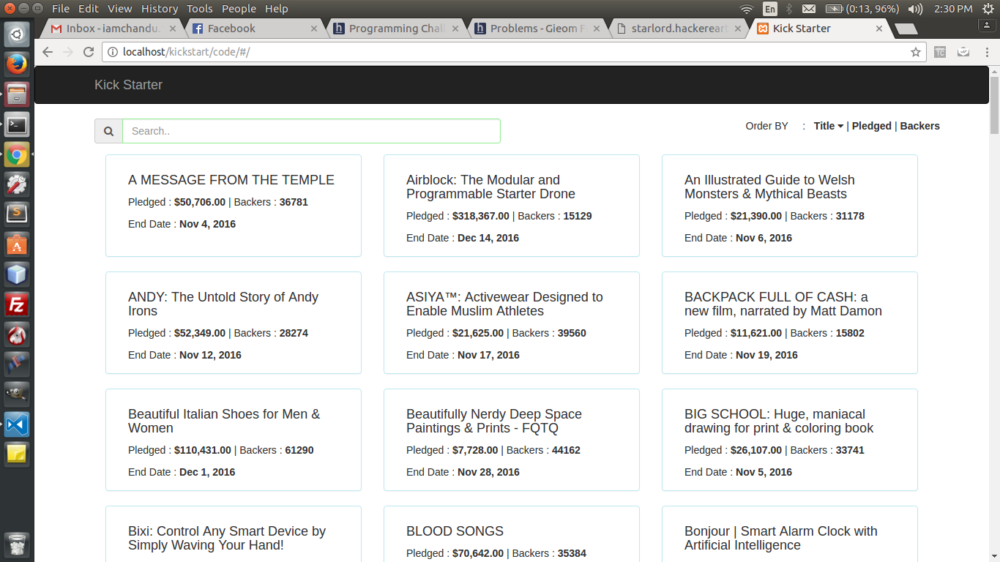 File Edit View History Tools People Help
En (0:13, 96%) 2:30 PM
Inbox - iamchandu. Facebook Programming Chal Problems - Gieom F starlord.hackereart Kick Starter
localhost/kickstart/code/#/
TC
Kick Starter
Search.. Order BY : Title | Pledged | Backers
A MESSAGE FROM THE TEMPLE
Pledged : $50,706.00 | Backers : 36781
End Date : Nov 4, 2016
Airblock: The Modular and
Programmable Starter Drone
Pledged : $318,367.00 | Backers : 15129
End Date : Dec 14, 2016
An Illustrated Guide to Welsh
Monsters & Mythical Beasts
Pledged : $21,390.00 | Backers : 31178
End Date : Nov 6, 2016
ANDY: The Untold Story of Andy
Irons
Pledged : $52,349.00 | Backers : 28274
End Date : Nov 12, 2016
ASIYA™: Activewear Designed to
Enable Muslim Athletes
Pledged : $21,625.00 | Backers : 39560
End Date : Nov 17, 2016
BACKPACK FULL OF CASH: a
new film, narrated by Matt Damon
Pledged : $11,621.00 | Backers : 15802
End Date : Nov 19, 2016
Beautiful Italian Shoes for Men &
Women
Pledged : $110,431.00 | Backers : 61290
End Date : Dec 1, 2016
Beautifully Nerdy Deep Space
Paintings & Prints - FQTQ
Pledged : $7,728.00 | Backers : 44162
End Date : Nov 28, 2016
BIG SCHOOL: Huge, maniacal
drawing for print & coloring book
Pledged : $26,107.00 | Backers : 33741
End Date : Nov 5, 2016
Bixi: Control Any Smart Device by
Simply Waving Your Hand!
BLOOD SONGS
Pledged : $70,642.00 | Backers : 35384
Bonjour | Smart Alarm Clock with
Artificial Intelligence